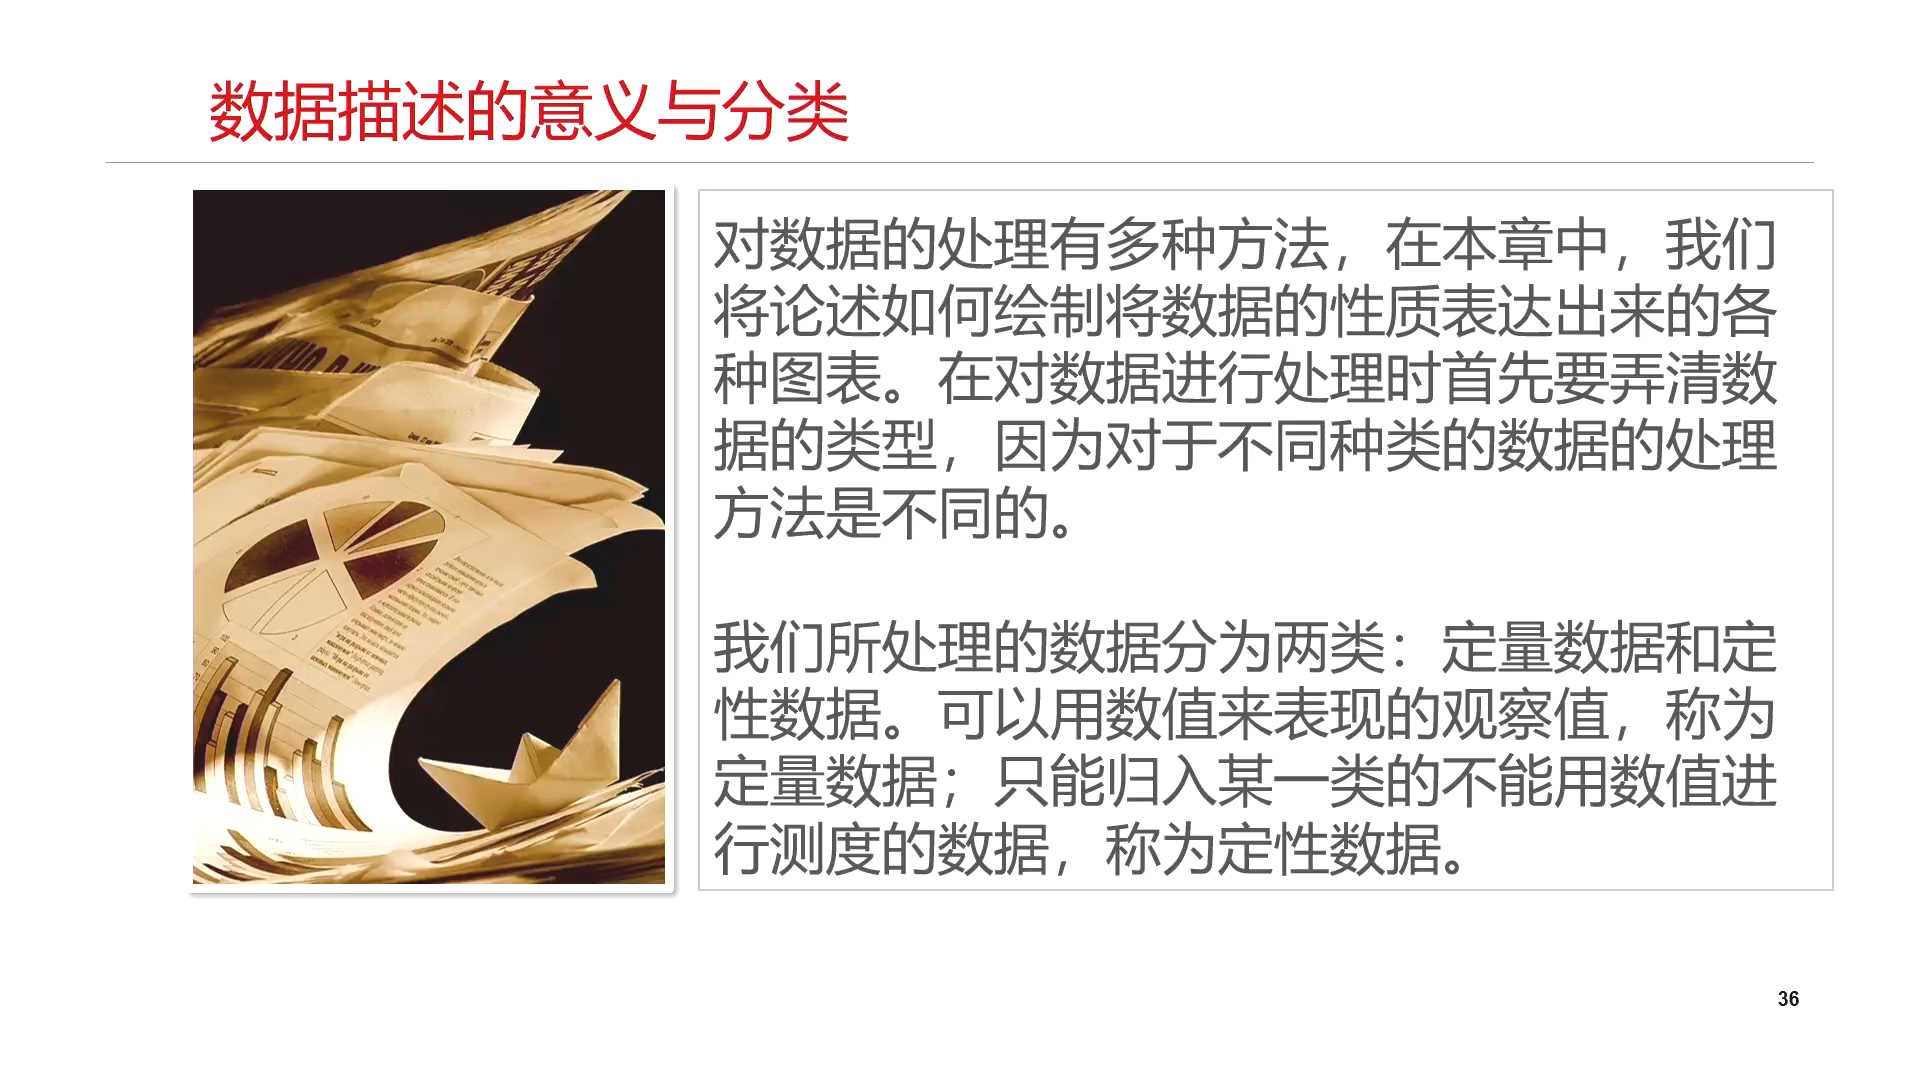 数据描述的意义与分类
对数据的处理有多种方法，在本章中，我们
将论述如何绘制将数据的性质表达出来的各
种图表。在对数据进行处理时首先要弄清数
据的类型，因为对于不同种类的数据的处理
方法是不同的。
我们所处理的数据分为两类：定量数据和定
性数据。可以用数值来表现的观察值，称为
定量数据；只能归入某一类的不能用数值进
行测度的数据，称为定性数据。
36